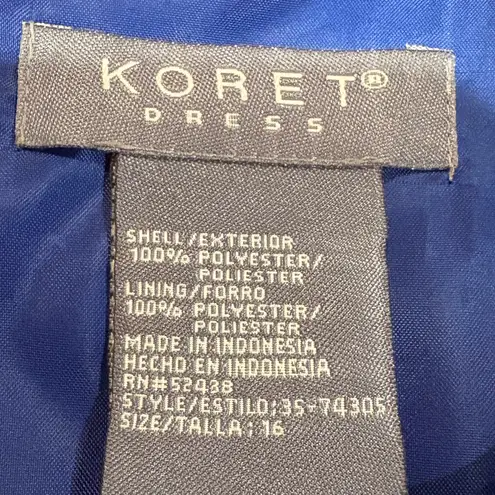 KORET®
DRESS
SHELL/EXTERIOR
100% POLYESTER/
POLIESTER
LINING/FORRO
100% POLYESTER/
POLIESTER
MADE IN INDONESIA
HECHO EN INDONESIA
RN#52438
STYLE/ESTILO:35-74305
SIZE/TALLA: 16